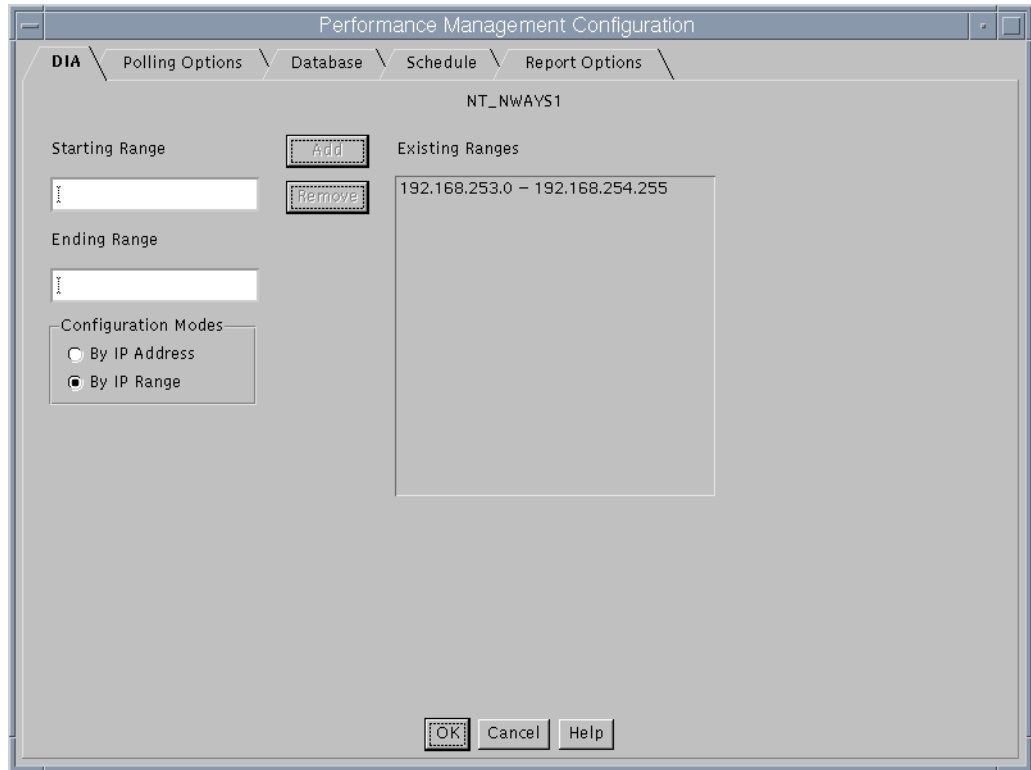 Performance Management Configuration
DIA
Polling Options
Database
Schedule
Report Options
NT_NWAYS1
Starting Range
Add
Existing Ranges
Remove
192.168.253.0 – 192.168.254.255
Ending Range
Configuration Modes
By IP Address
By IP Range
OK
Cancel
Help